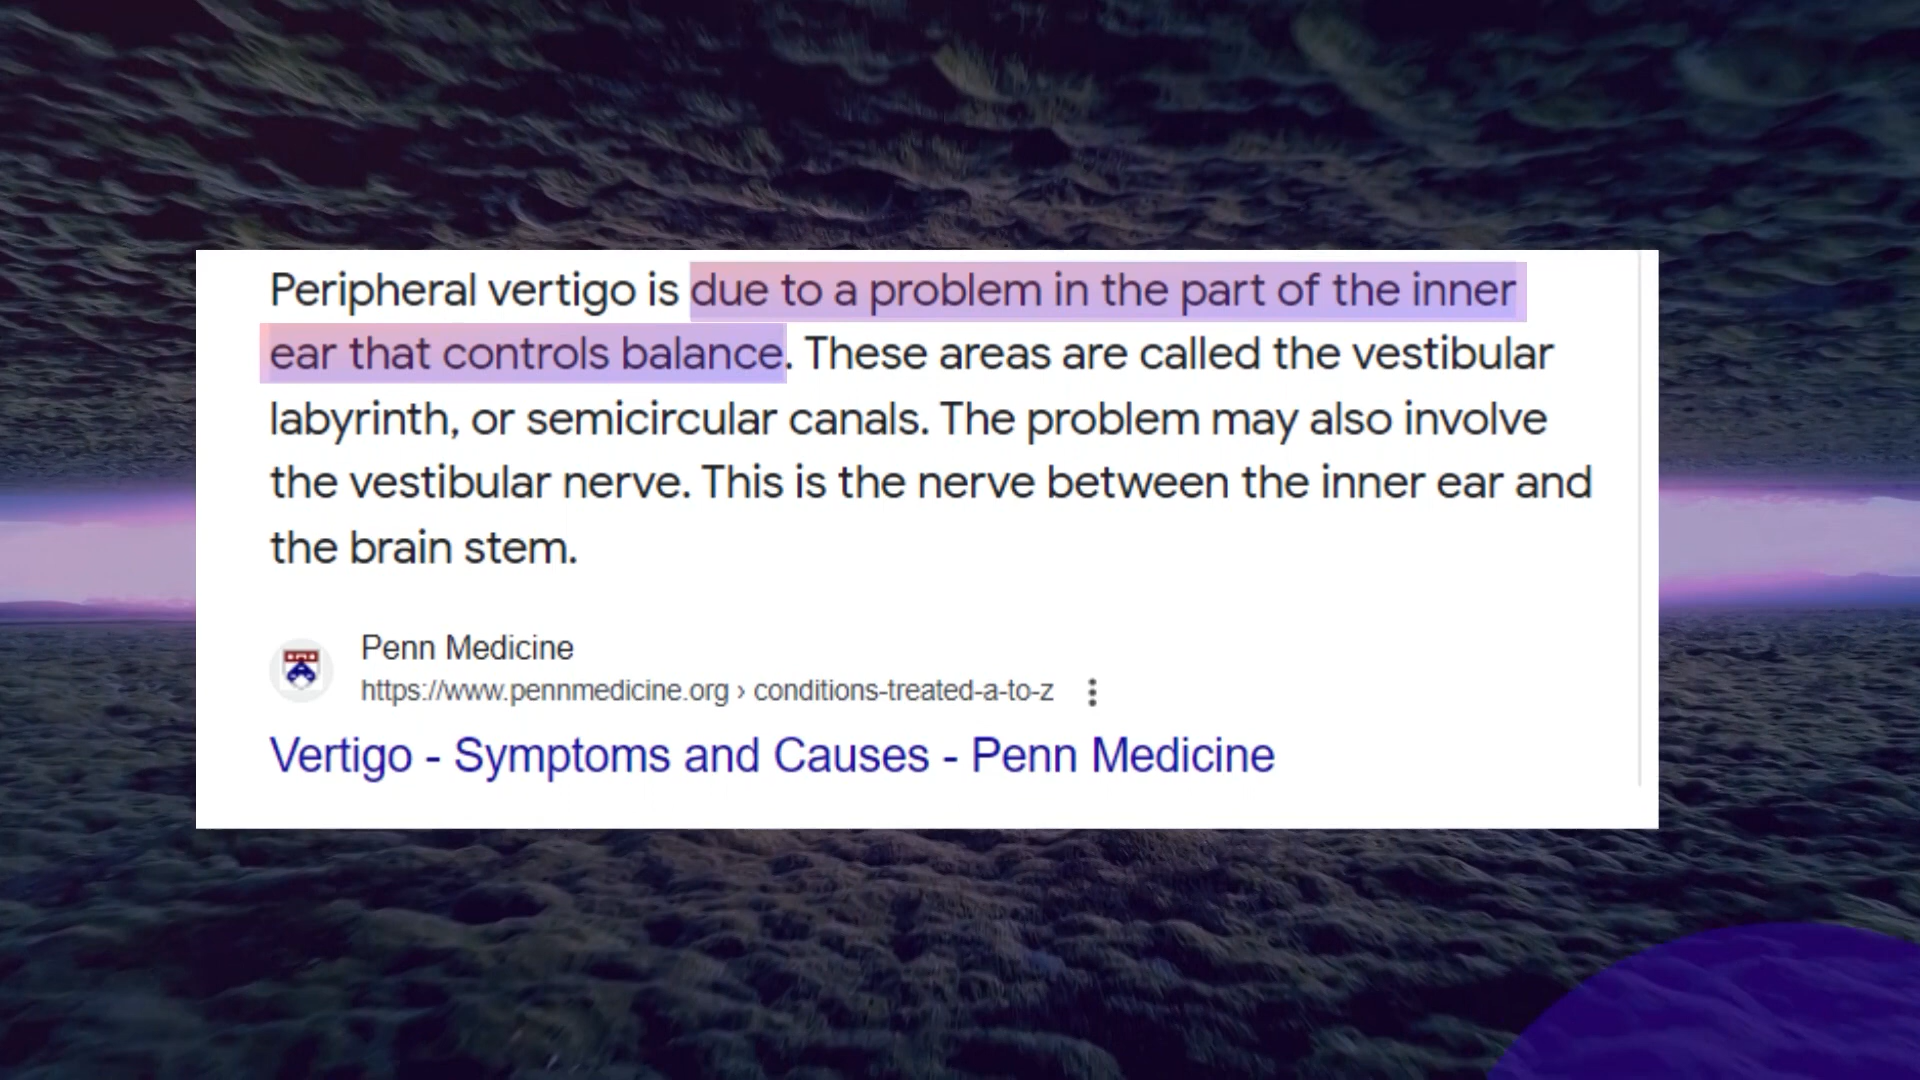 Peripheral vertigo is due to a problem in the part of the inner
ear that controls balance. These areas are called the vestibular
labyrinth, or semicircular canals. The problem may also involve
the vestibular nerve. This is the nerve between the inner ear and
the brain stem.
Penn Medicine
https://www.pennmedicine.org › conditions-treated-a-to-z
Vertigo - Symptoms and Causes - Penn Medicine